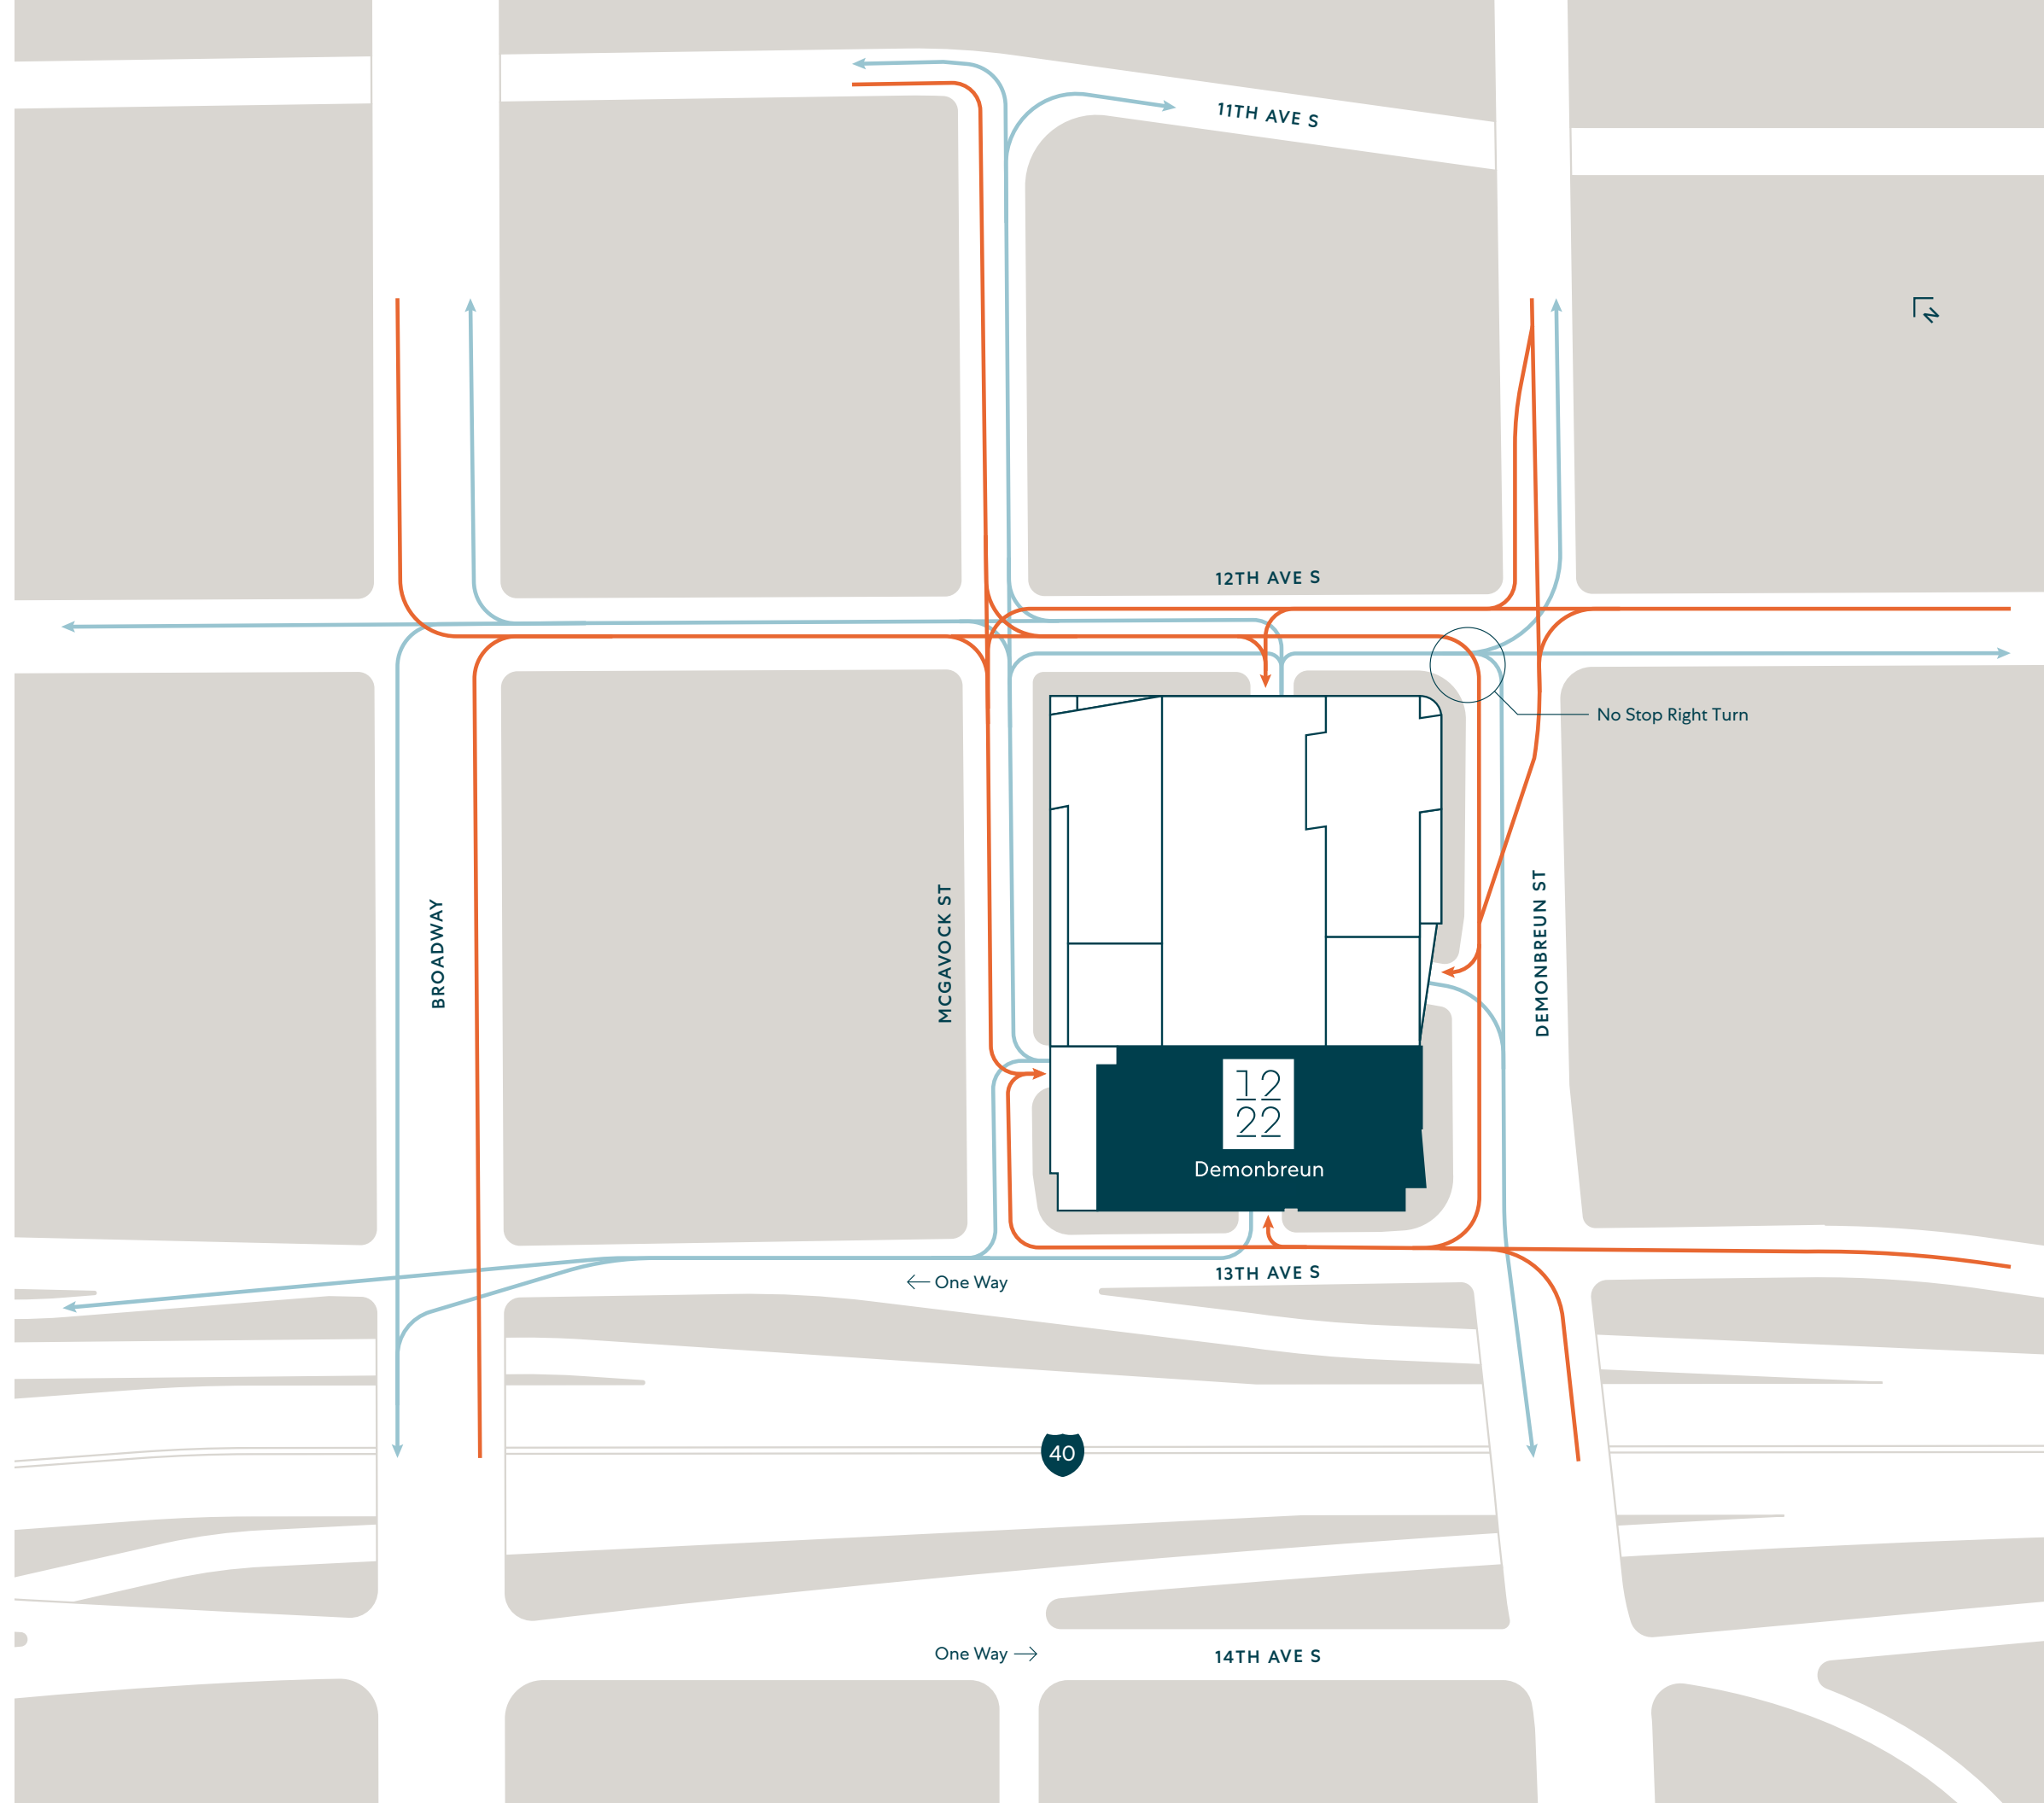 11TH AVE S
12TH AVE S
No Stop Right Turn
BROADWAY
MCGAVOCK ST
DEMONBREUN ST
12
22
Demonbreun
13TH AVE S
← One Way
40
One Way →
14TH AVE S
N